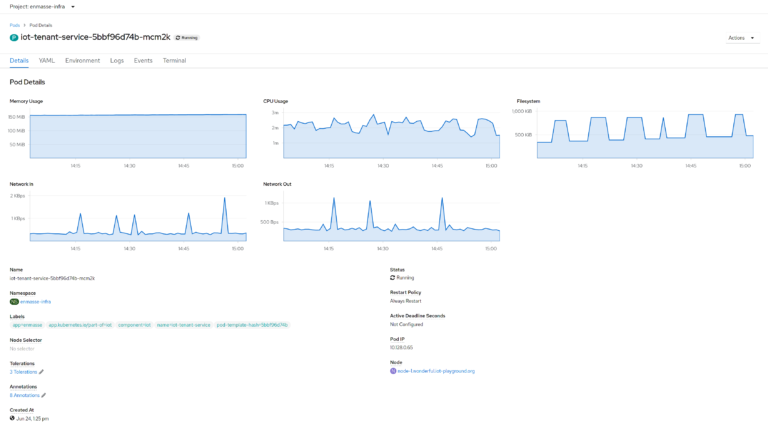 Project: enmasse-infra
Pods > Pod Details
P iot-tenant-service-5bbf96d74b-mcm2k Running
Actions
Details YAML Environment Logs Events Terminal
Pod Details
Memory Usage
150 MiB
100 MiB
50 MiB
14:15 14:30 14:45 15:00
CPU Usage
3m
2m
1m
14:15 14:30 14:45 15:00
Filesystem
1,000 KiB
500 KiB
14:15 14:30 14:45 15:00
Network In
2 KBps
1 KBps
14:15 14:30 14:45 15:00
Network Out
1 KBps
500 Bps
14:15 14:30 14:45 15:00
Name
iot-tenant-service-5bbf96d74b-mcm2k
Namespace
NS enmasse-infra
Labels
app=enmasse app.kubernetes.io/part-of=iot component=iot name=iot-tenant-service pod-template-hash=5bbf96d74b
Node Selector
No selector
Tolerations
2 Tolerations
Annotations
Created At
Jun 24, 1:25 pm
Status
Running
Restart Policy
Always Restart
Active Deadline Seconds
Not Configured
Pod IP
10.128.0.65
Node
N